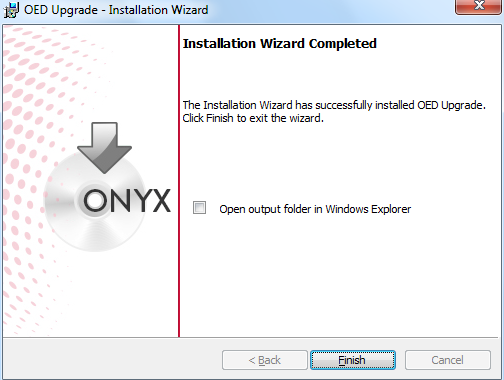 OED Upgrade - Installation Wizard
Installation Wizard Completed
The Installation Wizard has successfully installed OED Upgrade.
Click Finish to exit the wizard.
ONYX
Open output folder in Windows Explorer
< Back
Finish
Cancel